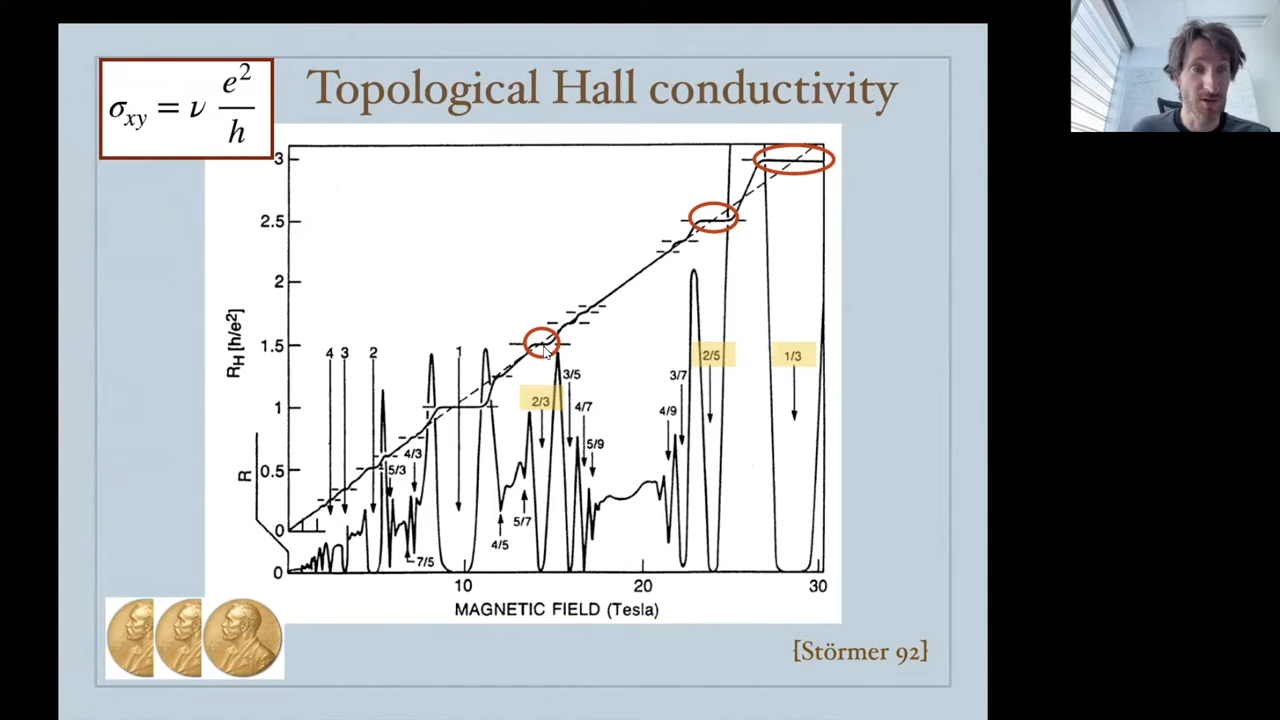 Topological Hall conductivity
σxy = ν e²/h
3
2.5
2
1.5
1
0.5
0
0
R_H [h/e²]
R
4 3 2 1
5/3
4/3
7/5
4/5
5/7
2/3
3/5
4/7
5/9
4/9
3/7
2/5
1/3
10 20 30
MAGNETIC FIELD (Tesla)
{Störmer 92}